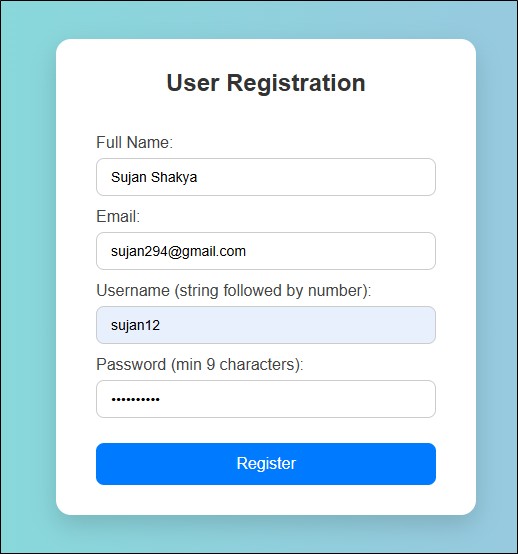 User Registration
Full Name:
Sujan Shakya
Email:
sujan294@gmail.com
Username (string followed by number):
sujan12
Password (min 9 characters):
••••••••••
Register